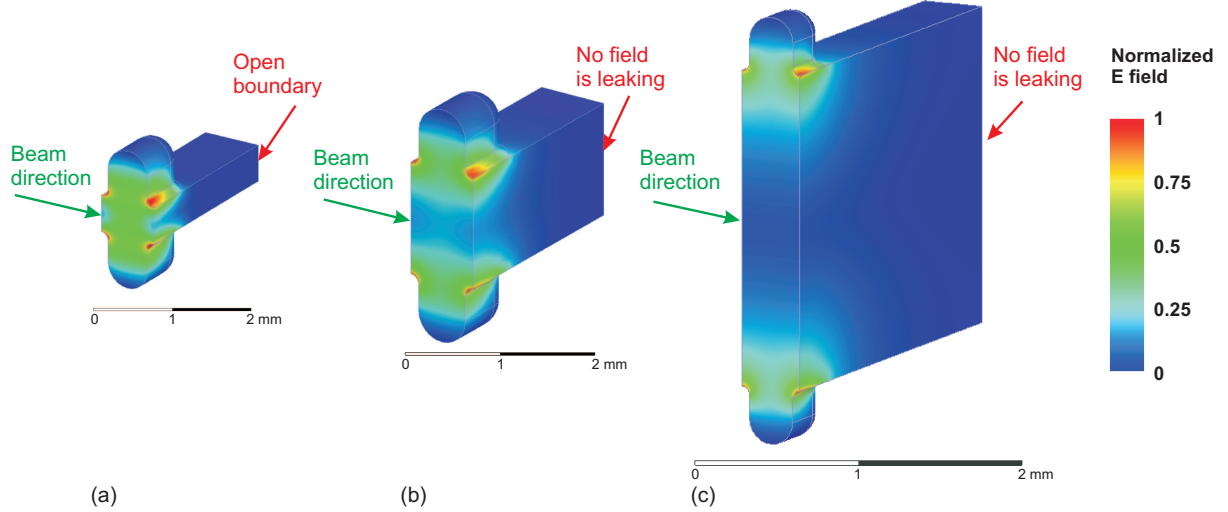 Open
boundary
Beam
direction
0
1
2 mm
(a)
No field
is leaking
Beam
direction
0
1
2 mm
(b)
No field
is leaking
Beam
direction
0
1
2 mm
(c)
Normalized
E field
1
0.75
0.5
0.25
0